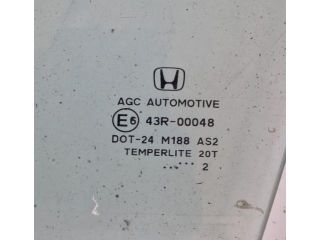 AGC AUTOMOTIVE
E6 43R-00048
DOT-24 M188 AS2
TEMPERLITE 20T
..... .... 2